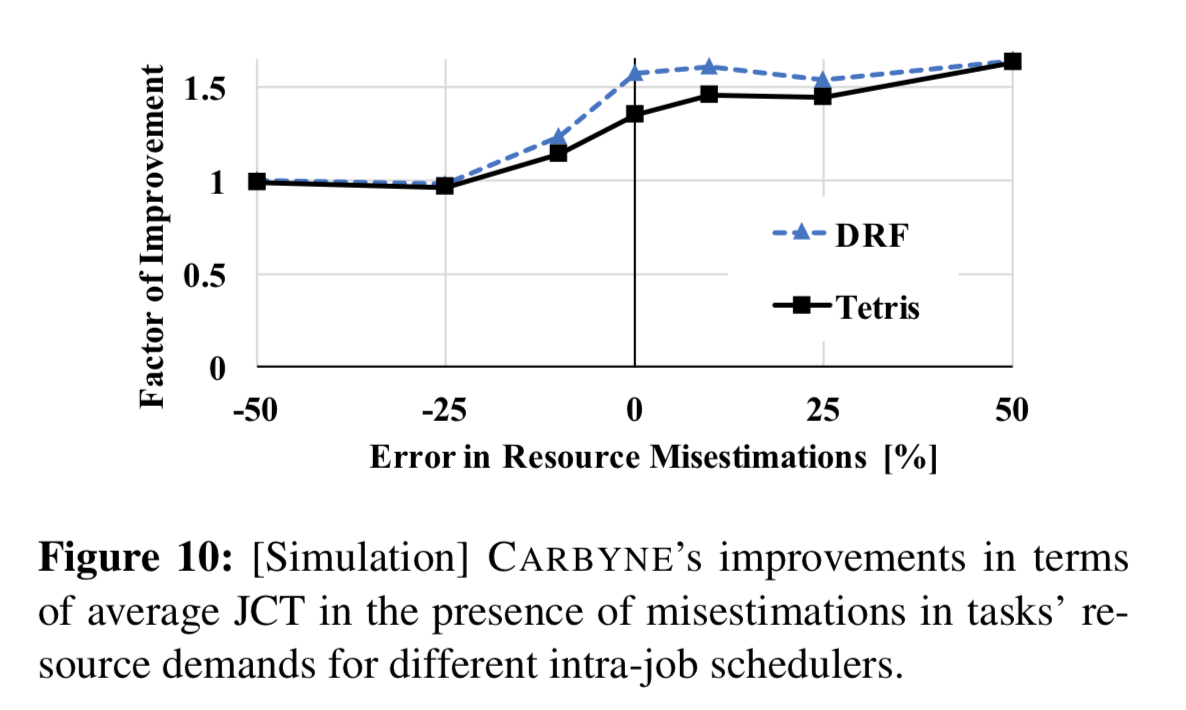 Factor of Improvement
1.5
1
0.5
0
DRF
Tetris
-50 -25 0 25 50
Error in Resource Misestimations [%]
Figure 10: [Simulation] CARBYNE's improvements in terms
of average JCT in the presence of misestimations in tasks' re-
source demands for different intra-job schedulers.